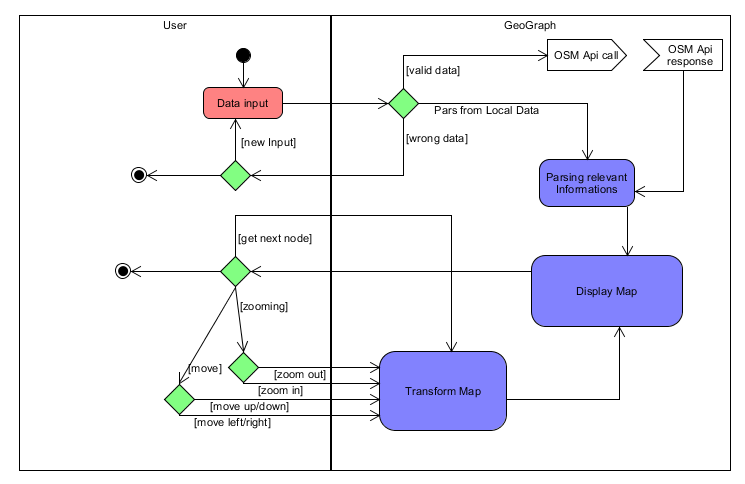 User
GeoGraph
OSM Api call
OSM Api
response
[valid data]
Data input
Pars from Local Data
[new Input]
[wrong data]
Parsing relevant
Informations
[get next node]
Display Map
[zooming]
[move]
[zoom out]
[zoom in]
Transform Map
[move up/down]
[move left/right]